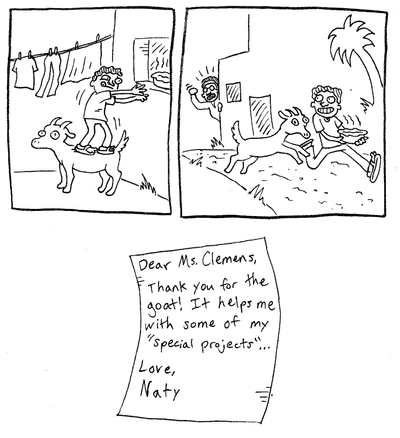 Dear Ms. Clemens,
Thank you for the
goat! It helps me
with some of my
"special projects"...
Love,
Naty